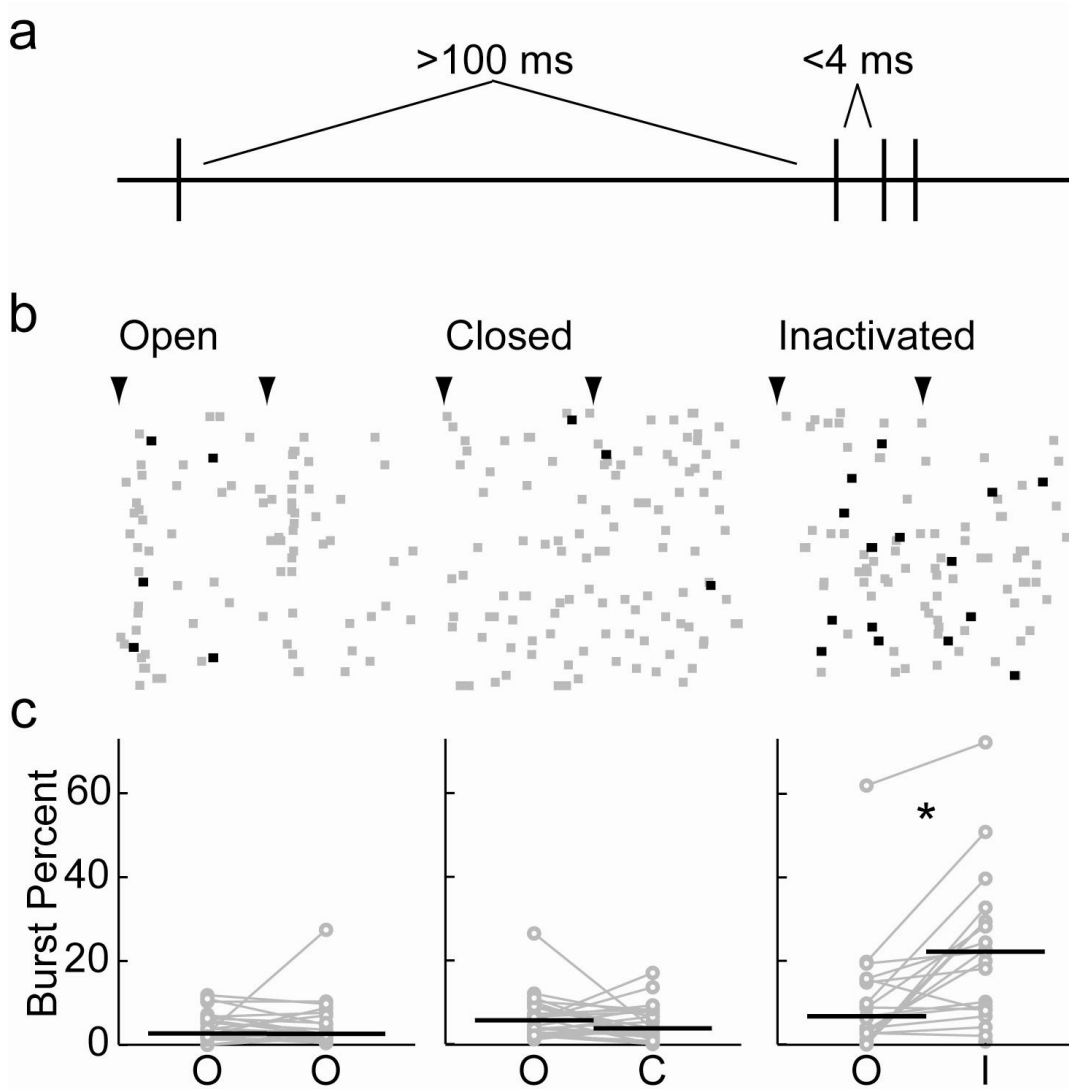 a
>100 ms <4 ms
b
Open Closed Inactivated
c
Burst Percent
60
*
40
20
0
O O O C O I